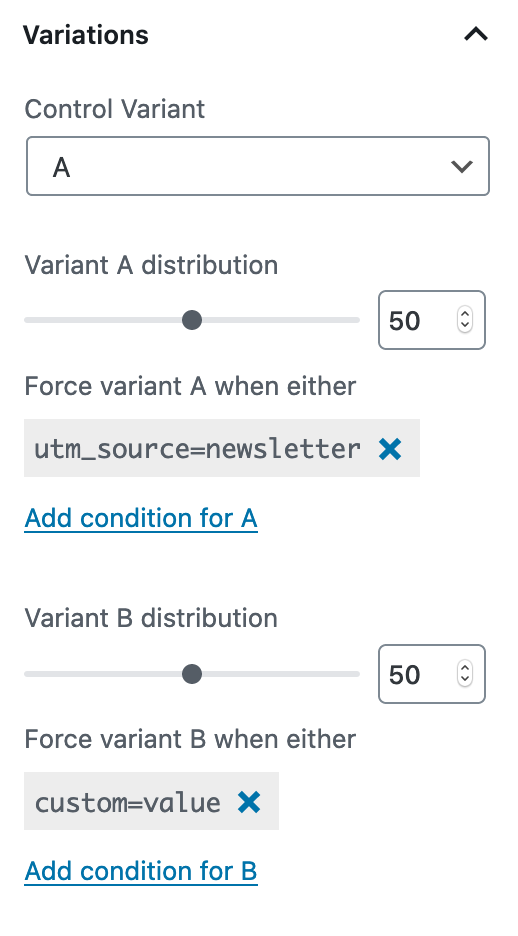 Variations
Control Variant
A
Variant A distribution
50
Force variant A when either
utm_source=newsletter
Add condition for A
Variant B distribution
50
Force variant B when either
custom=value
Add condition for B